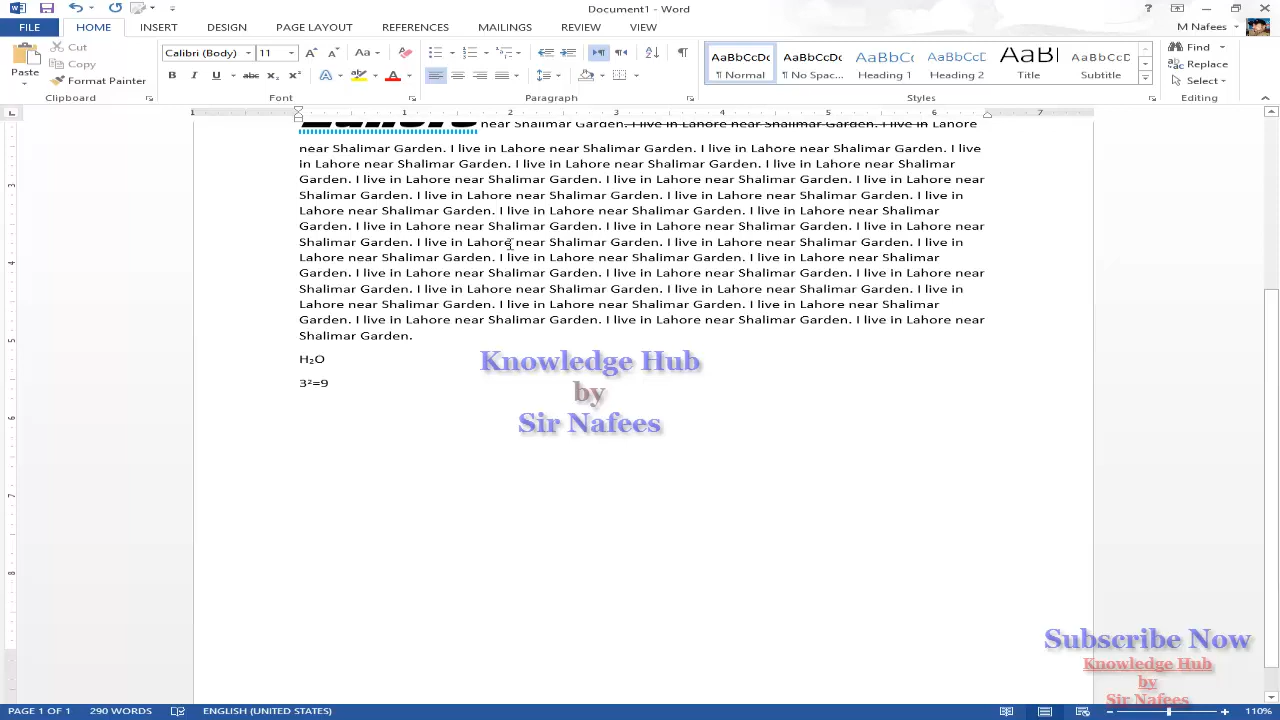 Document1 - Word
FILE HOME INSERT DESIGN PAGE LAYOUT REFERENCES MAILINGS REVIEW VIEW M Nafees
Paste Cut Copy Format Painter
Calibri (Body) 11
AaBbCcDc ¶ Normal
AaBbCcDc ¶ No Spac...
AaBbCc Heading 1
AaBbCc Heading 2
AaBl Title
AaBbCcD Subtitle
Find
Replace
Select
Clipboard Font Paragraph Styles Editing
near Shalimar Garden. I live in Lahore near Shalimar Garden. I live in Lahore
near Shalimar Garden. I live in Lahore near Shalimar Garden. I live in Lahore near Shalimar Garden. I live
in Lahore near Shalimar Garden. I live in Lahore near Shalimar Garden. I live in Lahore near Shalimar
Garden. I live in Lahore near Shalimar Garden. I live in Lahore near Shalimar Garden. I live in Lahore near
Shalimar Garden. I live in Lahore near Shalimar Garden. I live in Lahore near Shalimar Garden. I live in
Lahore near Shalimar Garden. I live in Lahore near Shalimar Garden. I live in Lahore near Shalimar
Garden. I live in Lahore near Shalimar Garden. I live in Lahore near Shalimar Garden. I live in Lahore near
Shalimar Garden. I live in Lahore near Shalimar Garden. I live in Lahore near Shalimar Garden. I live in
Lahore near Shalimar Garden. I live in Lahore near Shalimar Garden. I live in Lahore near Shalimar
Garden. I live in Lahore near Shalimar Garden. I live in Lahore near Shalimar Garden. I live in Lahore near
Shalimar Garden. I live in Lahore near Shalimar Garden. I live in Lahore near Shalimar Garden. I live in
Lahore near Shalimar Garden. I live in Lahore near Shalimar Garden. I live in Lahore near Shalimar
Garden. I live in Lahore near Shalimar Garden. I live in Lahore near Shalimar Garden. I live in Lahore near
Shalimar Garden.
H₂O
3²=9
Knowledge Hub
by
Sir Nafees
Subscribe Now
Knowledge Hub
by
Sir Nafees
PAGE 1 OF 1 290 WORDS ENGLISH (UNITED STATES) 110%